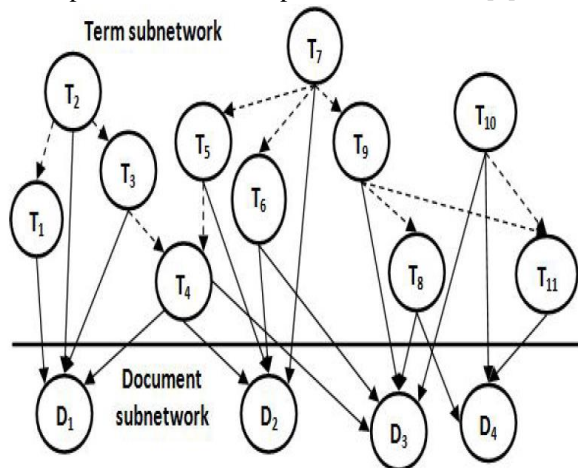 Term subnetwork
T7
T2
T10
T5
T9
T3
T6
T1
T8
T11
T4
Document
subnetwork
D1
D2
D3
D4